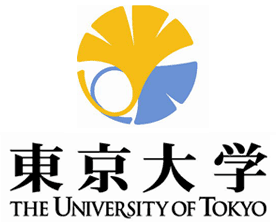 東京大学
THE UNIVERSITY OF TOKYO